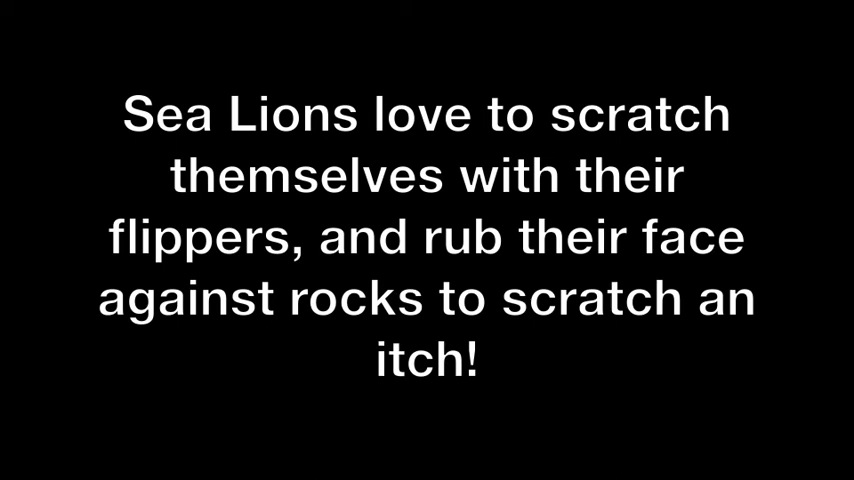 Sea Lions love to scratch
themselves with their
flippers, and rub their face
against rocks to scratch an
itch!